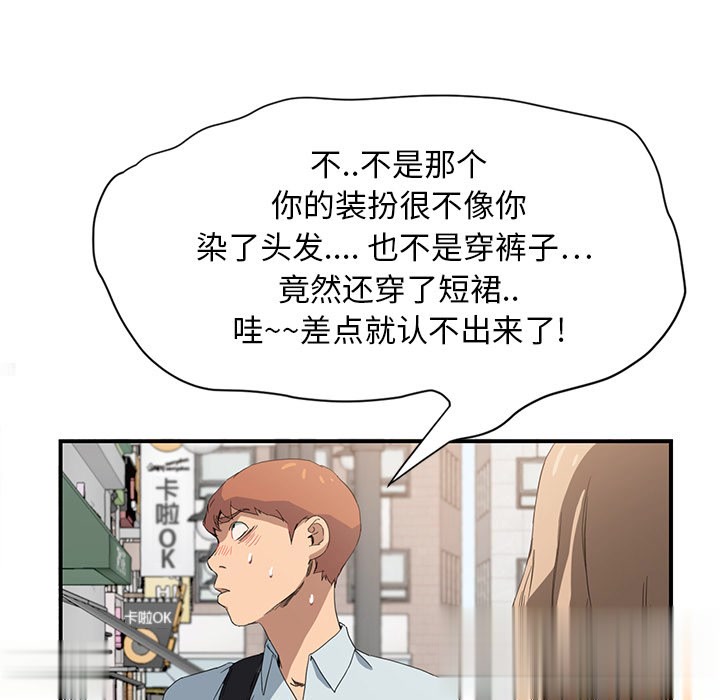 不..不是那个
你的装扮很不像你
染了头发.... 也不是穿裤子...
竟然还穿了短裙..
哇~~差点就认不出来了!
卡啦OK
卡啦OK